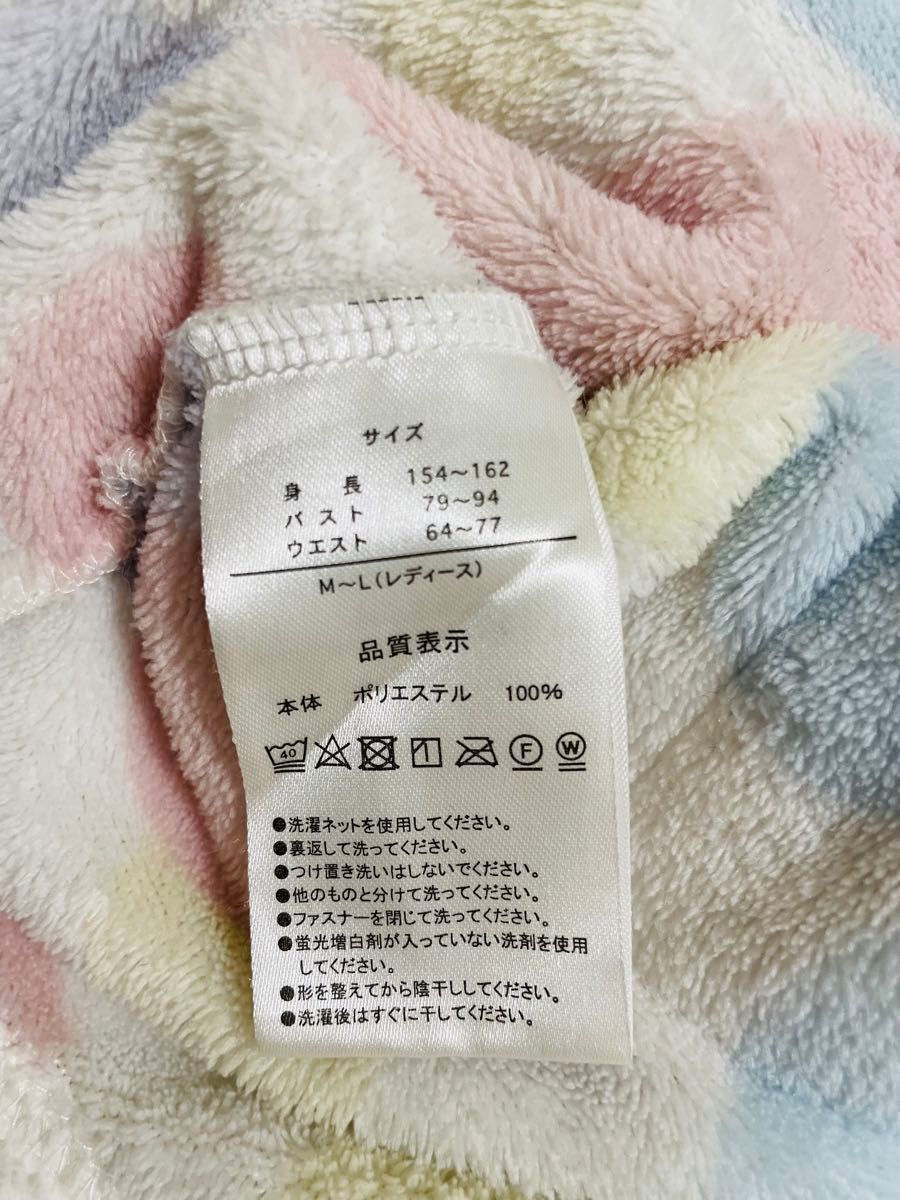 サイズ
身長 154～162
バスト 79～94
ウエスト 64～77
M～L(レディース)
品質表示
本体 ポリエステル 100%
40 F W
●洗濯ネットを使用してください。
●裏返して洗ってください。
●つけ置き洗いはしないでください。
●他のものと分けて洗ってください。
●ファスナーを閉じて洗ってください。
●蛍光増白剤が入っていない洗剤を使用
してください。
●形を整えてから陰干ししてください。
●洗濯後はすぐに干してください。